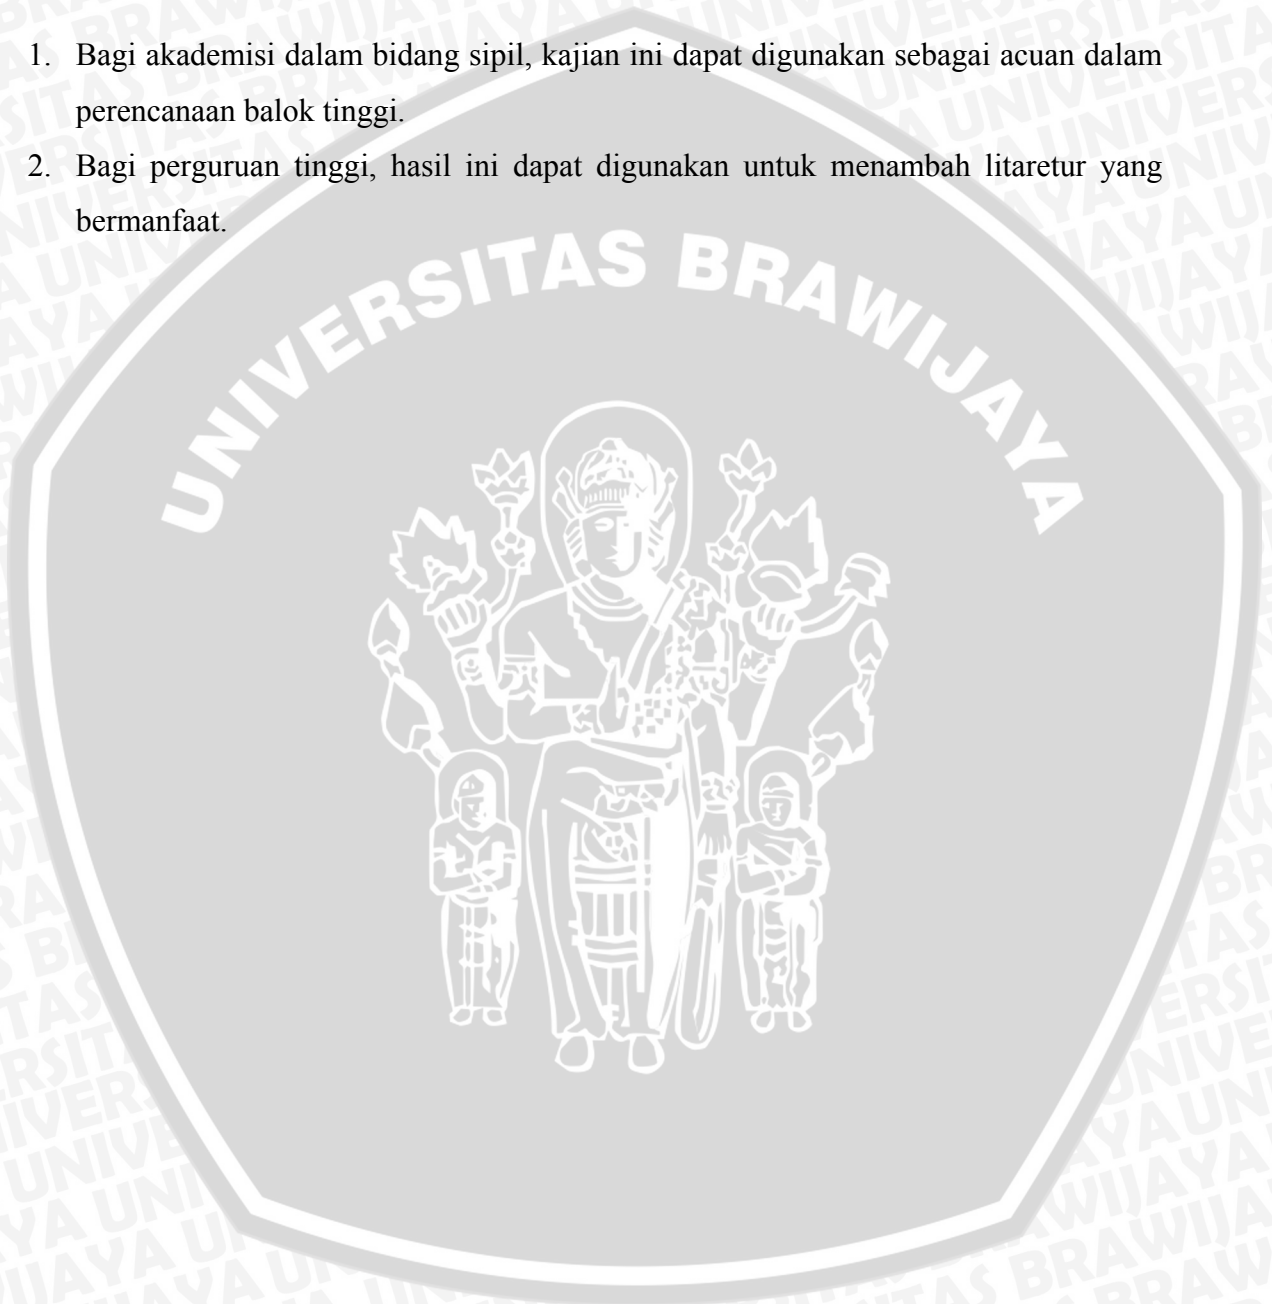 1. Bagi akademisi dalam bidang sipil, kajian ini dapat digunakan sebagai acuan dalam
perencanaan balok tinggi.
2. Bagi perguruan tinggi, hasil ini dapat digunakan untuk menambah litaretur yang
bermanfaat.
UNIVERSITAS BRAWIJAYA